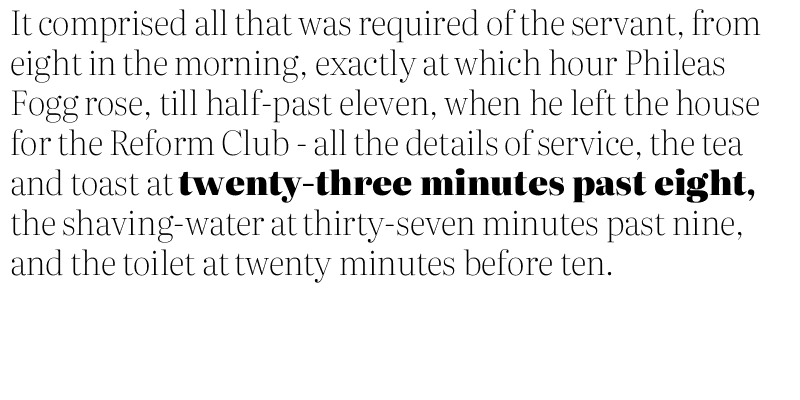 It comprised all that was required of the servant, from
eight in the morning, exactly at which hour Phileas
Fogg rose, till half-past eleven, when he left the house
for the Reform Club - all the details of service, the tea
and toast at twenty-three minutes past eight,
the shaving-water at thirty-seven minutes past nine,
and the toilet at twenty minutes before ten.